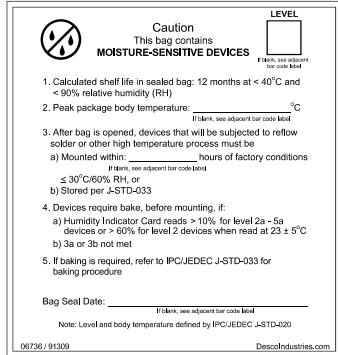 LEVEL
Caution
This bag contains
MOISTURE-SENSITIVE DEVICES
If blank, see adjacent
bar code label
1. Calculated shelf life in sealed bag: 12 months at < 40°C and
< 90% relative humidity (RH)
2. Peak package body temperature: °C
If blank, see adjacent bar code label
3. After bag is opened, devices that will be subjected to reflow
solder or other high temperature process must be
a) Mounted within: hours of factory conditions
If blank, see adjacent bar code label
≤ 30°C/60% RH, or
b) Stored per J-STD-033
4. Devices require bake, before mounting, if:
a) Humidity Indicator Card reads > 10% for level 2a - 5a
devices or > 60% for level 2 devices when read at 23 ± 5°C
b) 3a or 3b not met
5. If baking is required, refer to IPC/JEDEC J-STD-033 for
baking procedure
Bag Seal Date:
If blank, see adjacent bar code label
Note: Level and body temperature defined by IPC/JEDEC J-STD-020
06736 / 91309 DescoIndustries.com